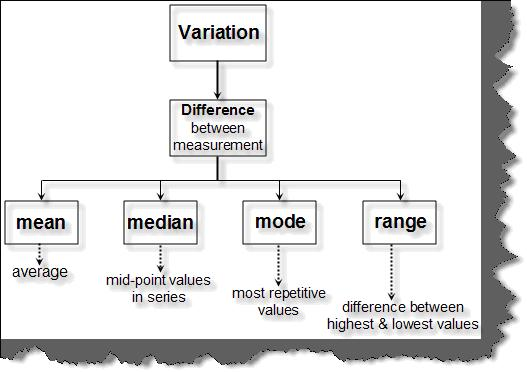 Variation
Difference
between
measurement
mean
median
mode
range
average
mid-point values
in series
most repetitive
values
difference between
highest & lowest values